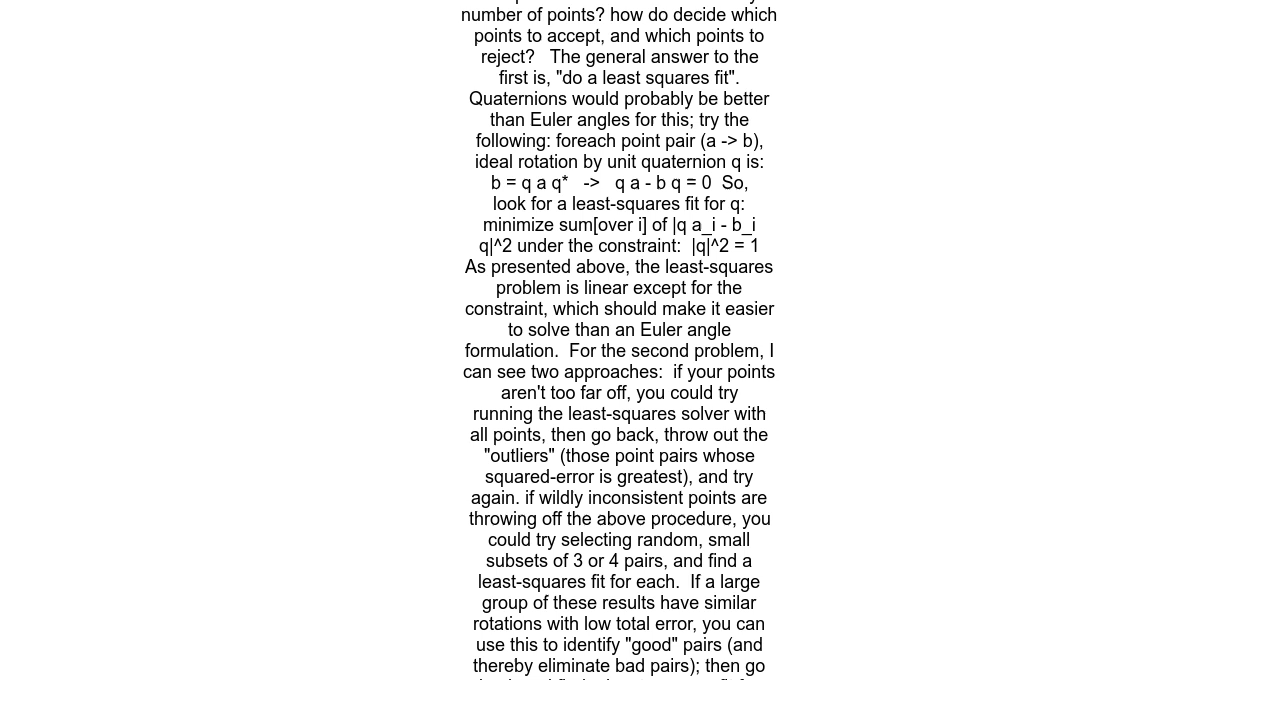 number of points? how do decide which
points to accept, and which points to
reject?   The general answer to the
first is, "do a least squares fit".
Quaternions would probably be better
than Euler angles for this; try the
following: foreach point pair (a -> b),
ideal rotation by unit quaternion q is:
b = q a q*   ->   q a - b q = 0  So,
look for a least-squares fit for q:
minimize sum[over i] of |q a_i - b_i
q|^2 under the constraint:  |q|^2 = 1
As presented above, the least-squares
problem is linear except for the
constraint, which should make it easier
to solve than an Euler angle
formulation.  For the second problem, I
can see two approaches:  if your points
aren't too far off, you could try
running the least-squares solver with
all points, then go back, throw out the
"outliers" (those point pairs whose
squared-error is greatest), and try
again. if wildly inconsistent points are
throwing off the above procedure, you
could try selecting random, small
subsets of 3 or 4 pairs, and find a
least-squares fit for each.  If a large
group of these results have similar
rotations with low total error, you can
use this to identify "good" pairs (and
thereby eliminate bad pairs); then go